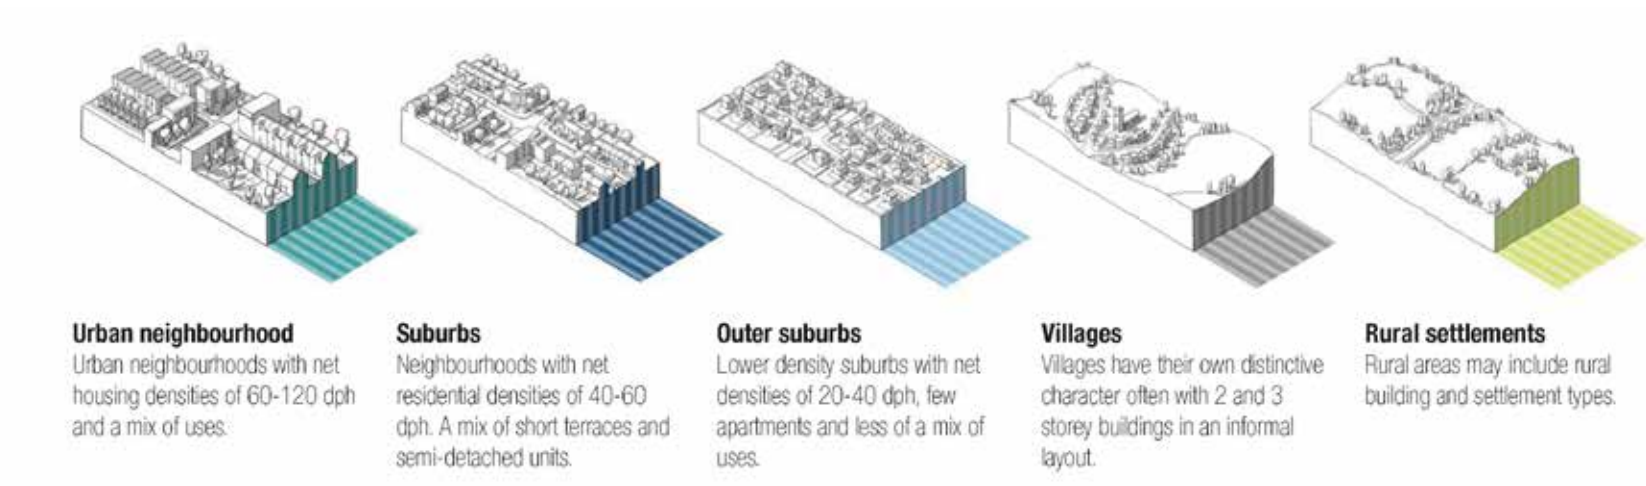 Urban neighbourhood
Urban neighbourhoods with net
housing densities of 60-120 dph
and a mix of uses.
Suburbs
Neighbourhoods with net
residential densities of 40-60
dph. A mix of short terraces and
semi-detached units.
Outer suburbs
Lower density suburbs with net
densities of 20-40 dph, few
apartments and less of a mix of
uses.
Villages
Villages have their own distinctive
character often with 2 and 3
storey buildings in an informal
layout.
Rural settlements
Rural areas may include rural
building and settlement types.